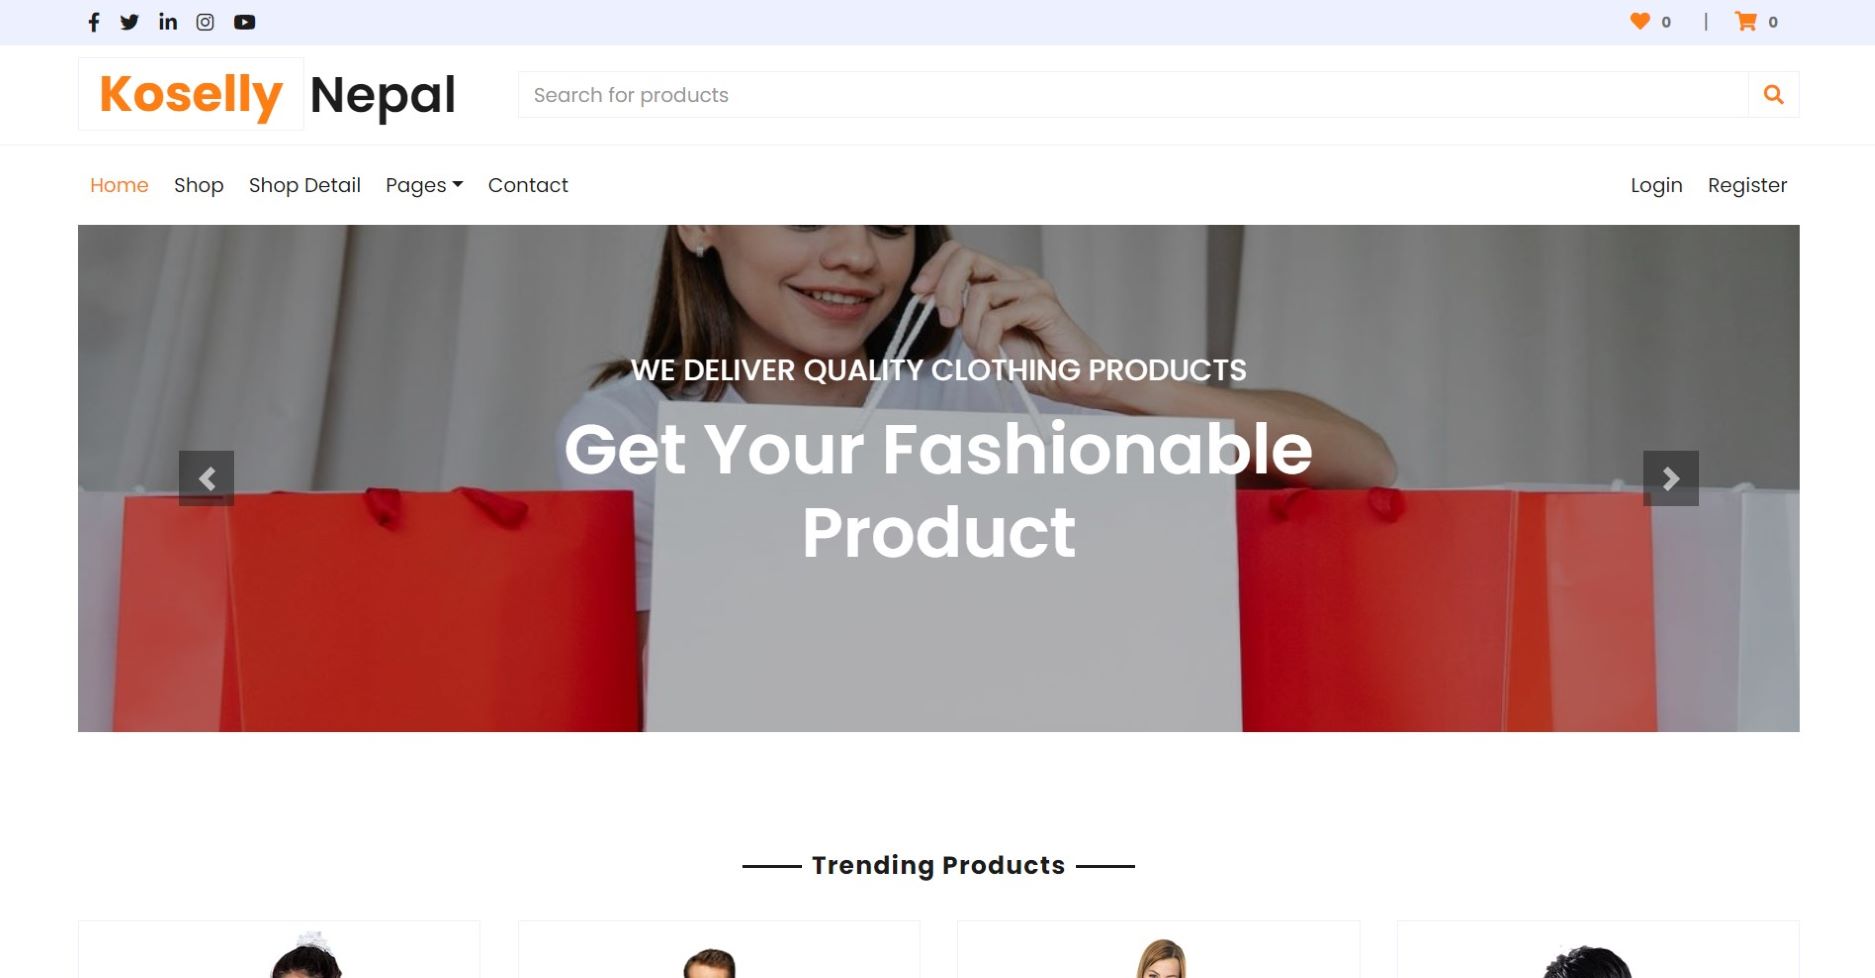 0 | 0
Koselly Nepal
Search for products
Home Shop Shop Detail Pages Contact Login Register
WE DELIVER QUALITY CLOTHING PRODUCTS
Get Your Fashionable
Product
Trending Products